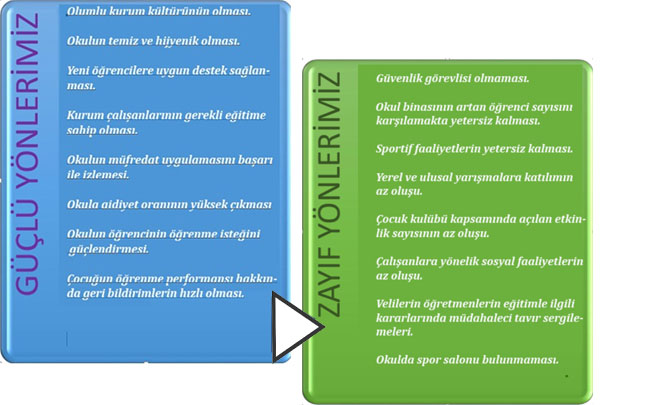 GÜÇLÜ YÖNLERİMİZ
Olumlu kurum kültürünün olması.
Okulun temiz ve hijyenik olması.
Yeni öğrencilere uygun destek sağlan-
ması.
Kurum çalışanlarının gerekli eğitime
sahip olması.
Okulun müfredat uygulamasını başarı
ile izlemesi.
Okula aidiyet oranının yüksek çıkması
Okulun öğrencinin öğrenme isteğini
güçlendirmesi.
Çocuğun öğrenme performansı hakkın-
da geri bildirimlerin hızlı olması.
ZAYIF YÖNLERİMİZ
Güvenlik görevlisi olmaması.
Okul binasının artan öğrenci sayısını
karşılamakta yetersiz kalması.
Sportif faaliyetlerin yetersiz kalması.
Yerel ve ulusal yarışmalara katılımın
az oluşu.
Çocuk kulübü kapsamında açılan etkin-
lik sayısının az oluşu.
Çalışanlara yönelik sosyal faaliyetlerin
az oluşu.
Velilerin öğretmenlerin eğitimle ilgili
kararlarında müdahaleci tavır sergile-
meleri.
Okulda spor salonu bulunmaması.
.